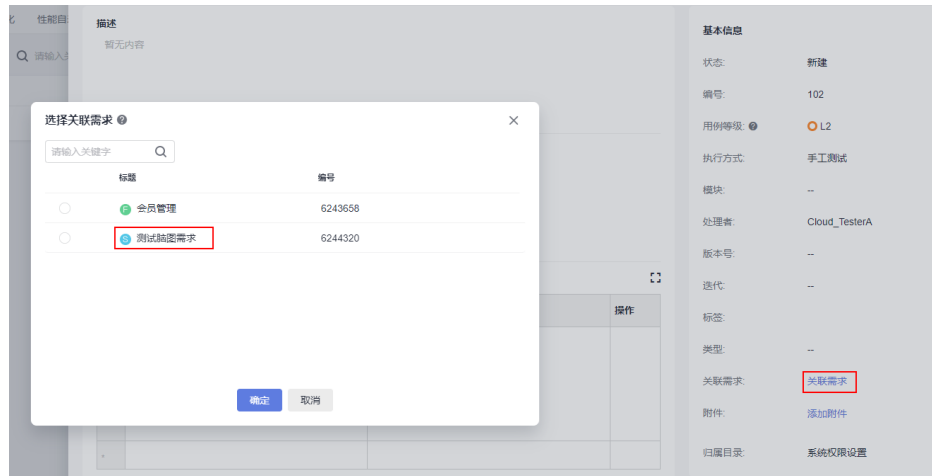 性能自
请输入关
描述
暂无内容
选择关联需求
请输入关键字
标题 编号
F 会员管理 6243658
S 测试脑图需求 6244320
确定 取消
操作
基本信息
状态: 新建
编号: 102
用例等级: L2
执行方式: 手工测试
模块: --
处理者: Cloud_TesterA
版本号: --
迭代: --
标签:
类型: --
关联需求: 关联需求
附件: 添加附件
归属目录: 系统权限设置